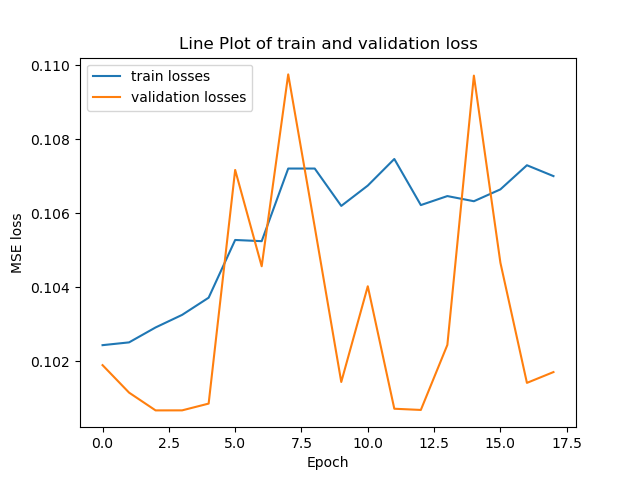 Line Plot of train and validation loss
train losses
validation losses
MSE loss
0.110
0.108
0.106
0.104
0.102
0.0 2.5 5.0 7.5 10.0 12.5 15.0 17.5
Epoch